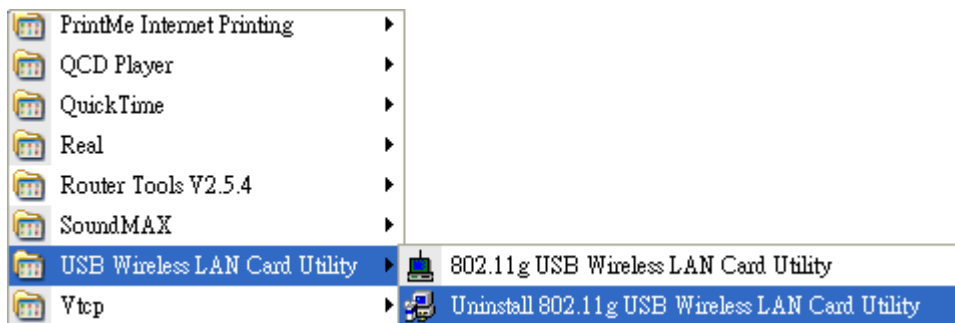 PrintMe Internet Printing
QCD Player
QuickTime
Real
Router Tools V2.5.4
SoundMAX
USB Wireless LAN Card Utility
802.11g USB Wireless LAN Card Utility
Vtcp
Uninstall 802.11g USB Wireless LAN Card Utility